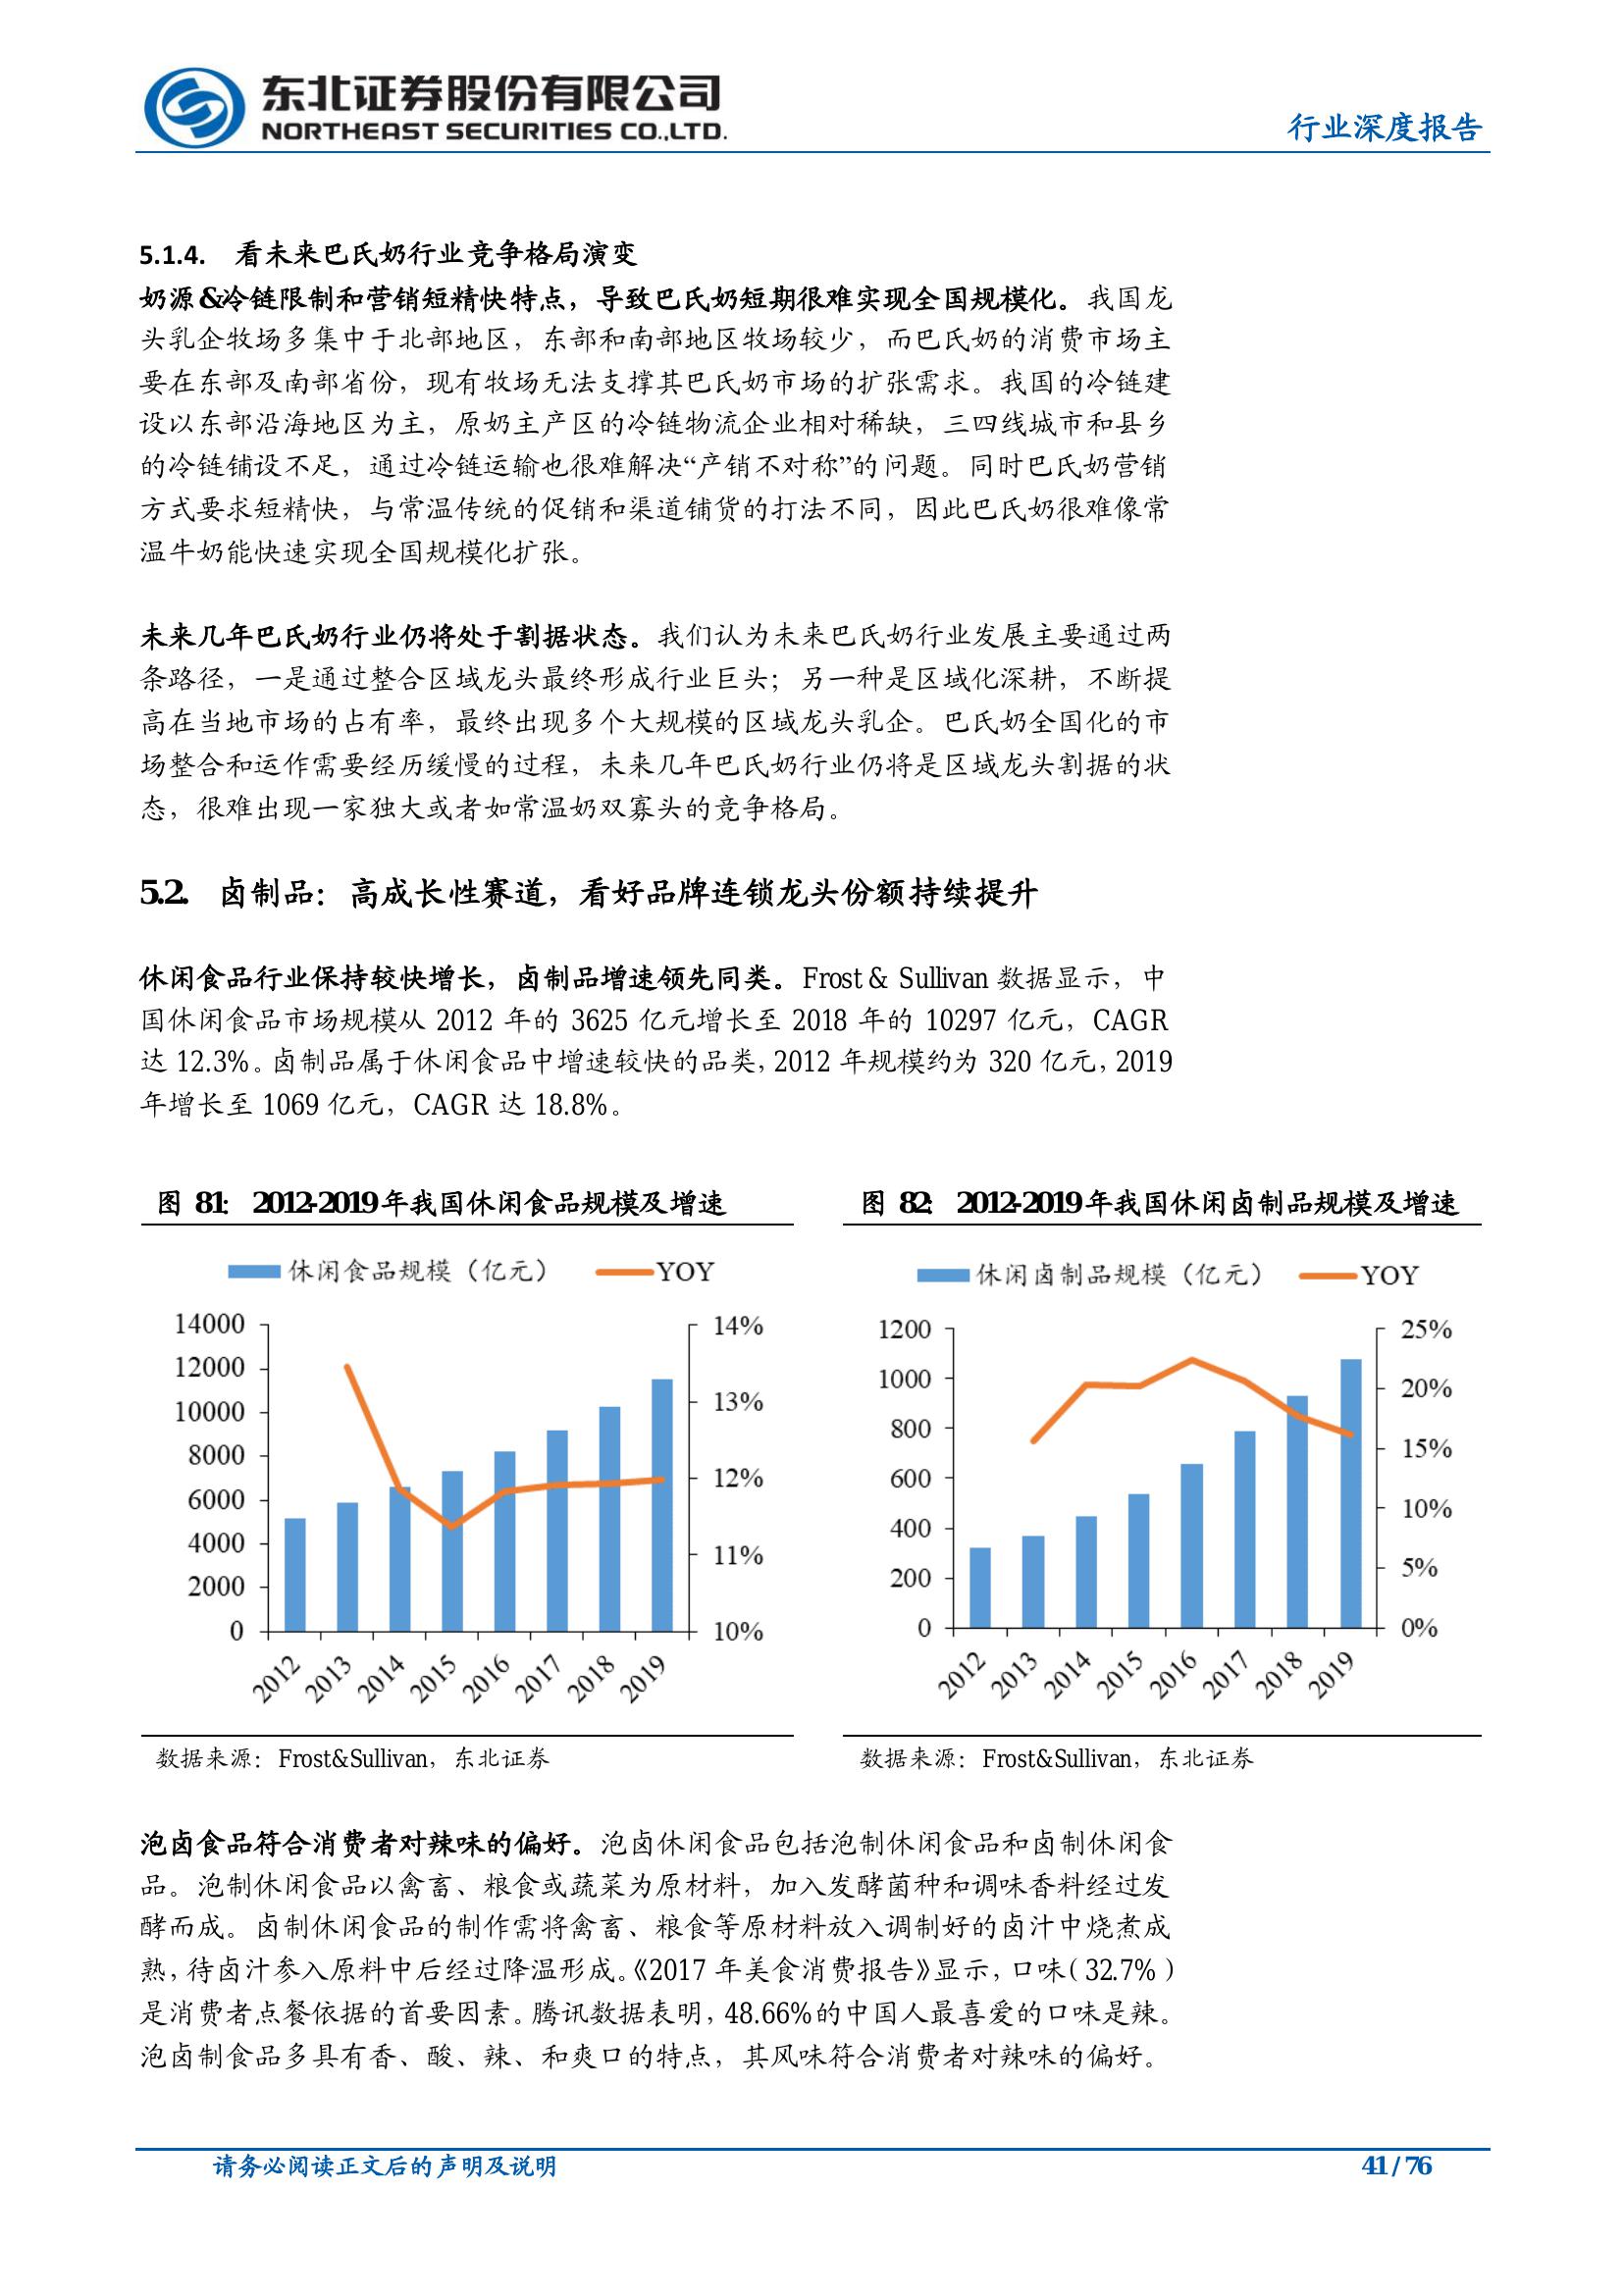 东北证券股份有限公司
NORTHEAST SECURITIES CO.,LTD.
行业深度报告
5.1.4. 看未来巴氏奶行业竞争格局演变
奶源&冷链限制和营销短精快特点，导致巴氏奶短期很难实现全国规模化。我国龙
头乳企牧场多集中于北部地区，东部和南部地区牧场较少，而巴氏奶的消费市场主
要在东部及南部省份，现有牧场无法支撑其巴氏奶市场的扩张需求。我国的冷链建
设以东部沿海地区为主，原奶主产区的冷链物流企业相对稀缺，三四线城市和县乡
的冷链铺设不足，通过冷链运输也很难解决“产销不对称”的问题。同时巴氏奶营销
方式要求短精快，与常温传统的促销和渠道铺货的打法不同，因此巴氏奶很难像常
温牛奶能快速实现全国规模化扩张。
未来几年巴氏奶行业仍将处于割据状态。我们认为未来巴氏奶行业发展主要通过两
条路径，一是通过整合区域龙头最终形成行业巨头；另一种是区域化深耕，不断提
高在当地市场的占有率，最终出现多个大规模的区域龙头乳企。巴氏奶全国化的市
场整合和运作需要经历缓慢的过程，未来几年巴氏奶行业仍将是区域龙头割据的状
态，很难出现一家独大或者如常温奶双寡头的竞争格局。
5.2. 卤制品：高成长性赛道，看好品牌连锁龙头份额持续提升
休闲食品行业保持较快增长，卤制品增速领先同类。Frost & Sullivan 数据显示，中
国休闲食品市场规模从 2012 年的 3625 亿元增长至 2018 年的 10297 亿元，CAGR
达 12.3%。卤制品属于休闲食品中增速较快的品类，2012 年规模约为 320 亿元，2019
年增长至 1069 亿元，CAGR 达 18.8%。
图 81： 2012-2019年我国休闲食品规模及增速
休闲食品规模（亿元） YOY
14000
12000
10000
8000
6000
4000
2000
0
14%
13%
12%
11%
10%
2012 2013 2014 2015 2016 2017 2018 2019
数据来源：Frost&Sullivan，东北证券
图 82： 2012-2019年我国休闲卤制品规模及增速
休闲卤制品规模（亿元） YOY
1200
1000
800
600
400
200
0
25%
20%
15%
10%
5%
0%
2012 2013 2014 2015 2016 2017 2018 2019
数据来源：Frost&Sullivan，东北证券
泡卤食品符合消费者对辣味的偏好。泡卤休闲食品包括泡制休闲食品和卤制休闲食
品。泡制休闲食品以禽畜、粮食或蔬菜为原材料，加入发酵菌种和调味香料经过发
酵而成。卤制休闲食品的制作需将禽畜、粮食等原材料放入调制好的卤汁中烧煮成
熟，待卤汁参入原料中后经过降温形成。《2017 年美食消费报告》显示，口味（32.7%）
是消费者点餐依据的首要因素。腾讯数据表明，48.66%的中国人最喜爱的口味是辣。
泡卤制食品多具有香、酸、辣、和爽口的特点，其风味符合消费者对辣味的偏好。
请务必阅读正文后的声明及说明
41 / 76